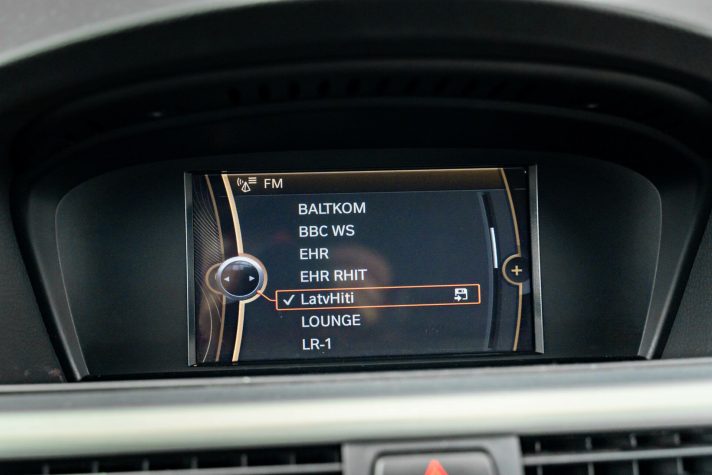 FM
BALTKOM
BBC WS
EHR
EHR RHIT
LatvHiti
LOUNGE
LR-1